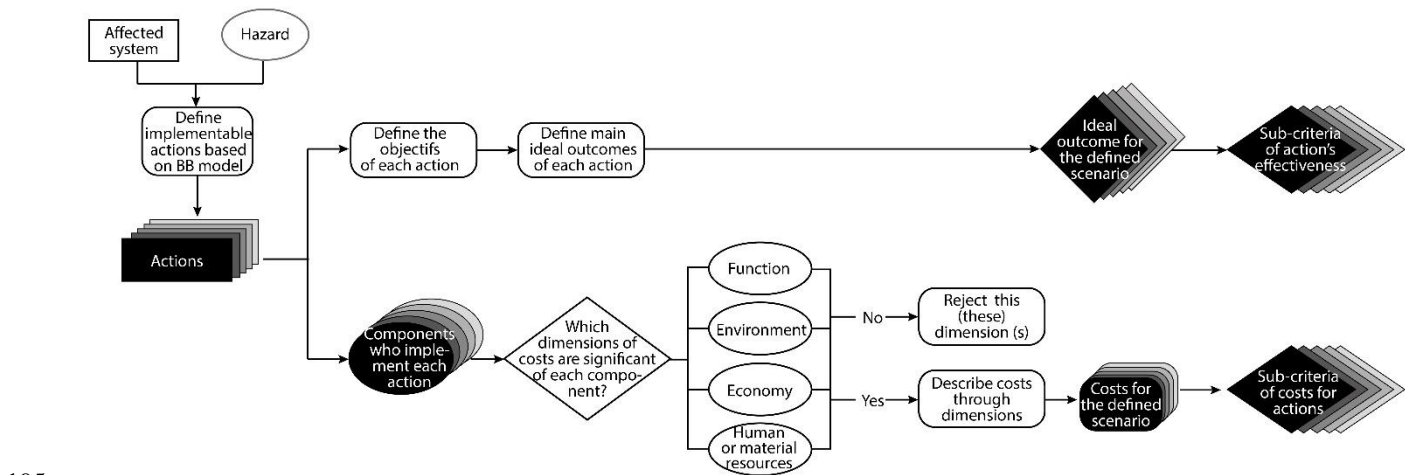 Affected
system
Hazard
Define
implementable
actions based
on BB model
Actions
Define the
objectifs
of each action
Define main
ideal outcomes
of each action
Ideal
outcome for
the defined
scenario
Sub-criteria
of action's
effectiveness
Components
who imple-
ment each
action
Which
dimensions of
costs are significant
of each compo-
nent?
Function
Environment
Economy
Human
or material
resources
No
Reject this
(these)
dimension (s)
Yes
Describe costs
through
dimensions
Costs for
the defined
scenario
Sub-criteria
of costs for
actions